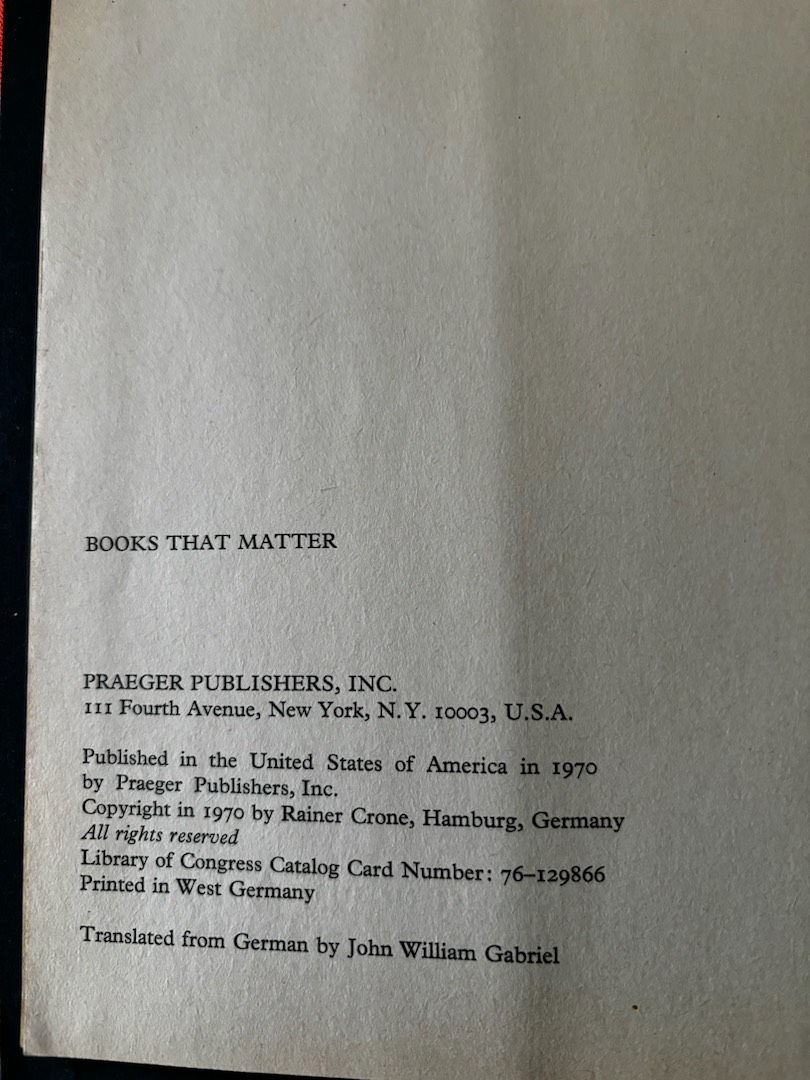 BOOKS THAT MATTER
PRAEGER PUBLISHERS, INC.
111 Fourth Avenue, New York, N.Y. 10003, U.S.A.
Published in the United States of America in 1970
by Praeger Publishers, Inc.
Copyright in 1970 by Rainer Crone, Hamburg, Germany
All rights reserved
Library of Congress Catalog Card Number: 76–129866
Printed in West Germany
Translated from German by John William Gabriel